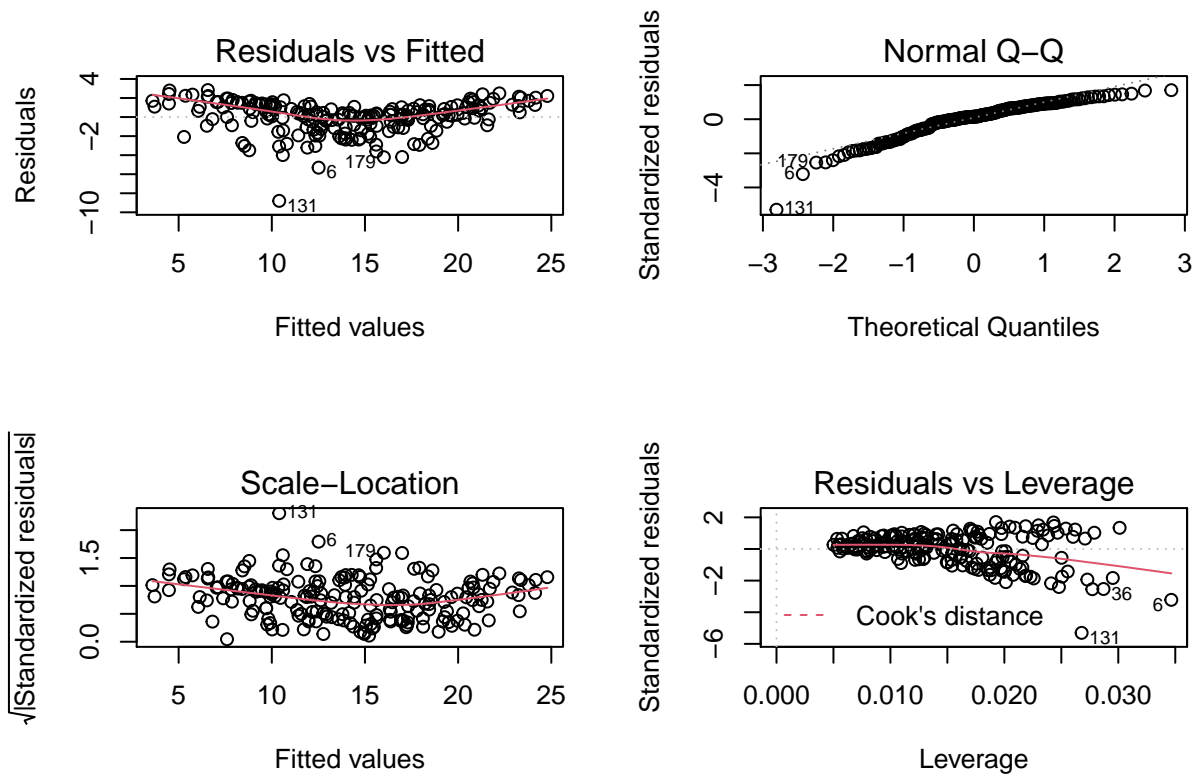 Residuals vs Fitted
Residuals
4
−2
−10
179
6
131
5 10 15 20 25
Fitted values
Normal Q−Q
Standardized residuals
0
−4
179
6
131
−3 −2 −1 0 1 2 3
Theoretical Quantiles
Scale−Location
√|Standardized residuals|
1.5
0.0
131
6
179
5 10 15 20 25
Fitted values
Residuals vs Leverage
Standardized residuals
2
−2
−6
36
6
Cook's distance
131
0.000 0.010 0.020 0.030
Leverage